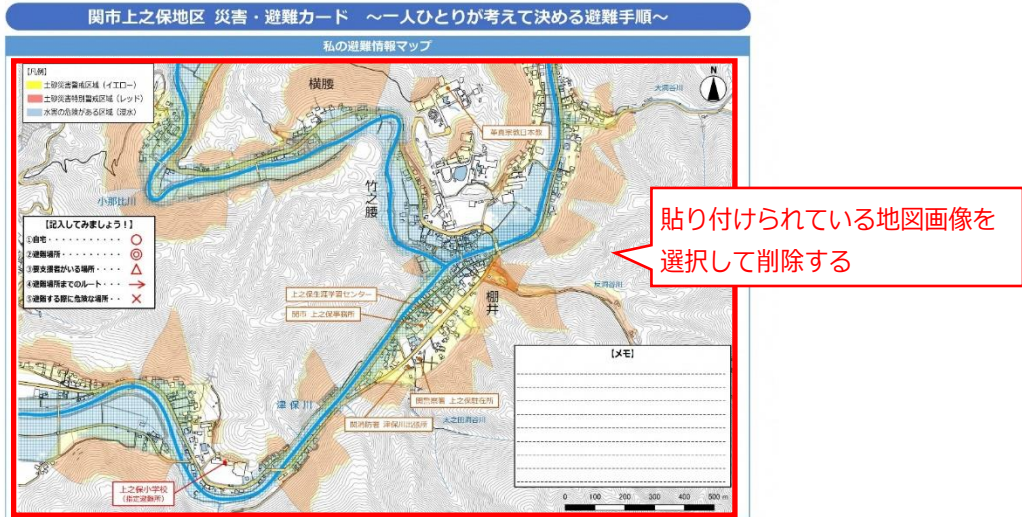 関市上之保地区 災害・避難カード ～一人ひとりが考えて決める避難手順～
私の避難情報マップ
【凡例】
土砂災害警戒区域（イエロー）
土砂災害特別警戒区域（レッド）
水害の危険がある区域（浸水）
横腰
N
大洞谷川
竹之腰
小那比川
【記入してみましょう！】
①自宅・・・・・・・・・・ ○
②避難場所・・・・・・・・ ◎
③要支援者がいる場所・・・・ △
④避難場所までのルート・・・ →
⑤避難する際に危険な場所・・ ×
貼り付けられている地図画像を
選択して削除する
上之保生涯学習センター
関市 上之保事務所
棚井
【メモ】
津保川
関警察署 上之保駐在所
関消防署 津保川出張所
上之保小学校
（指定避難所）
0 100 200 300 400 500 m